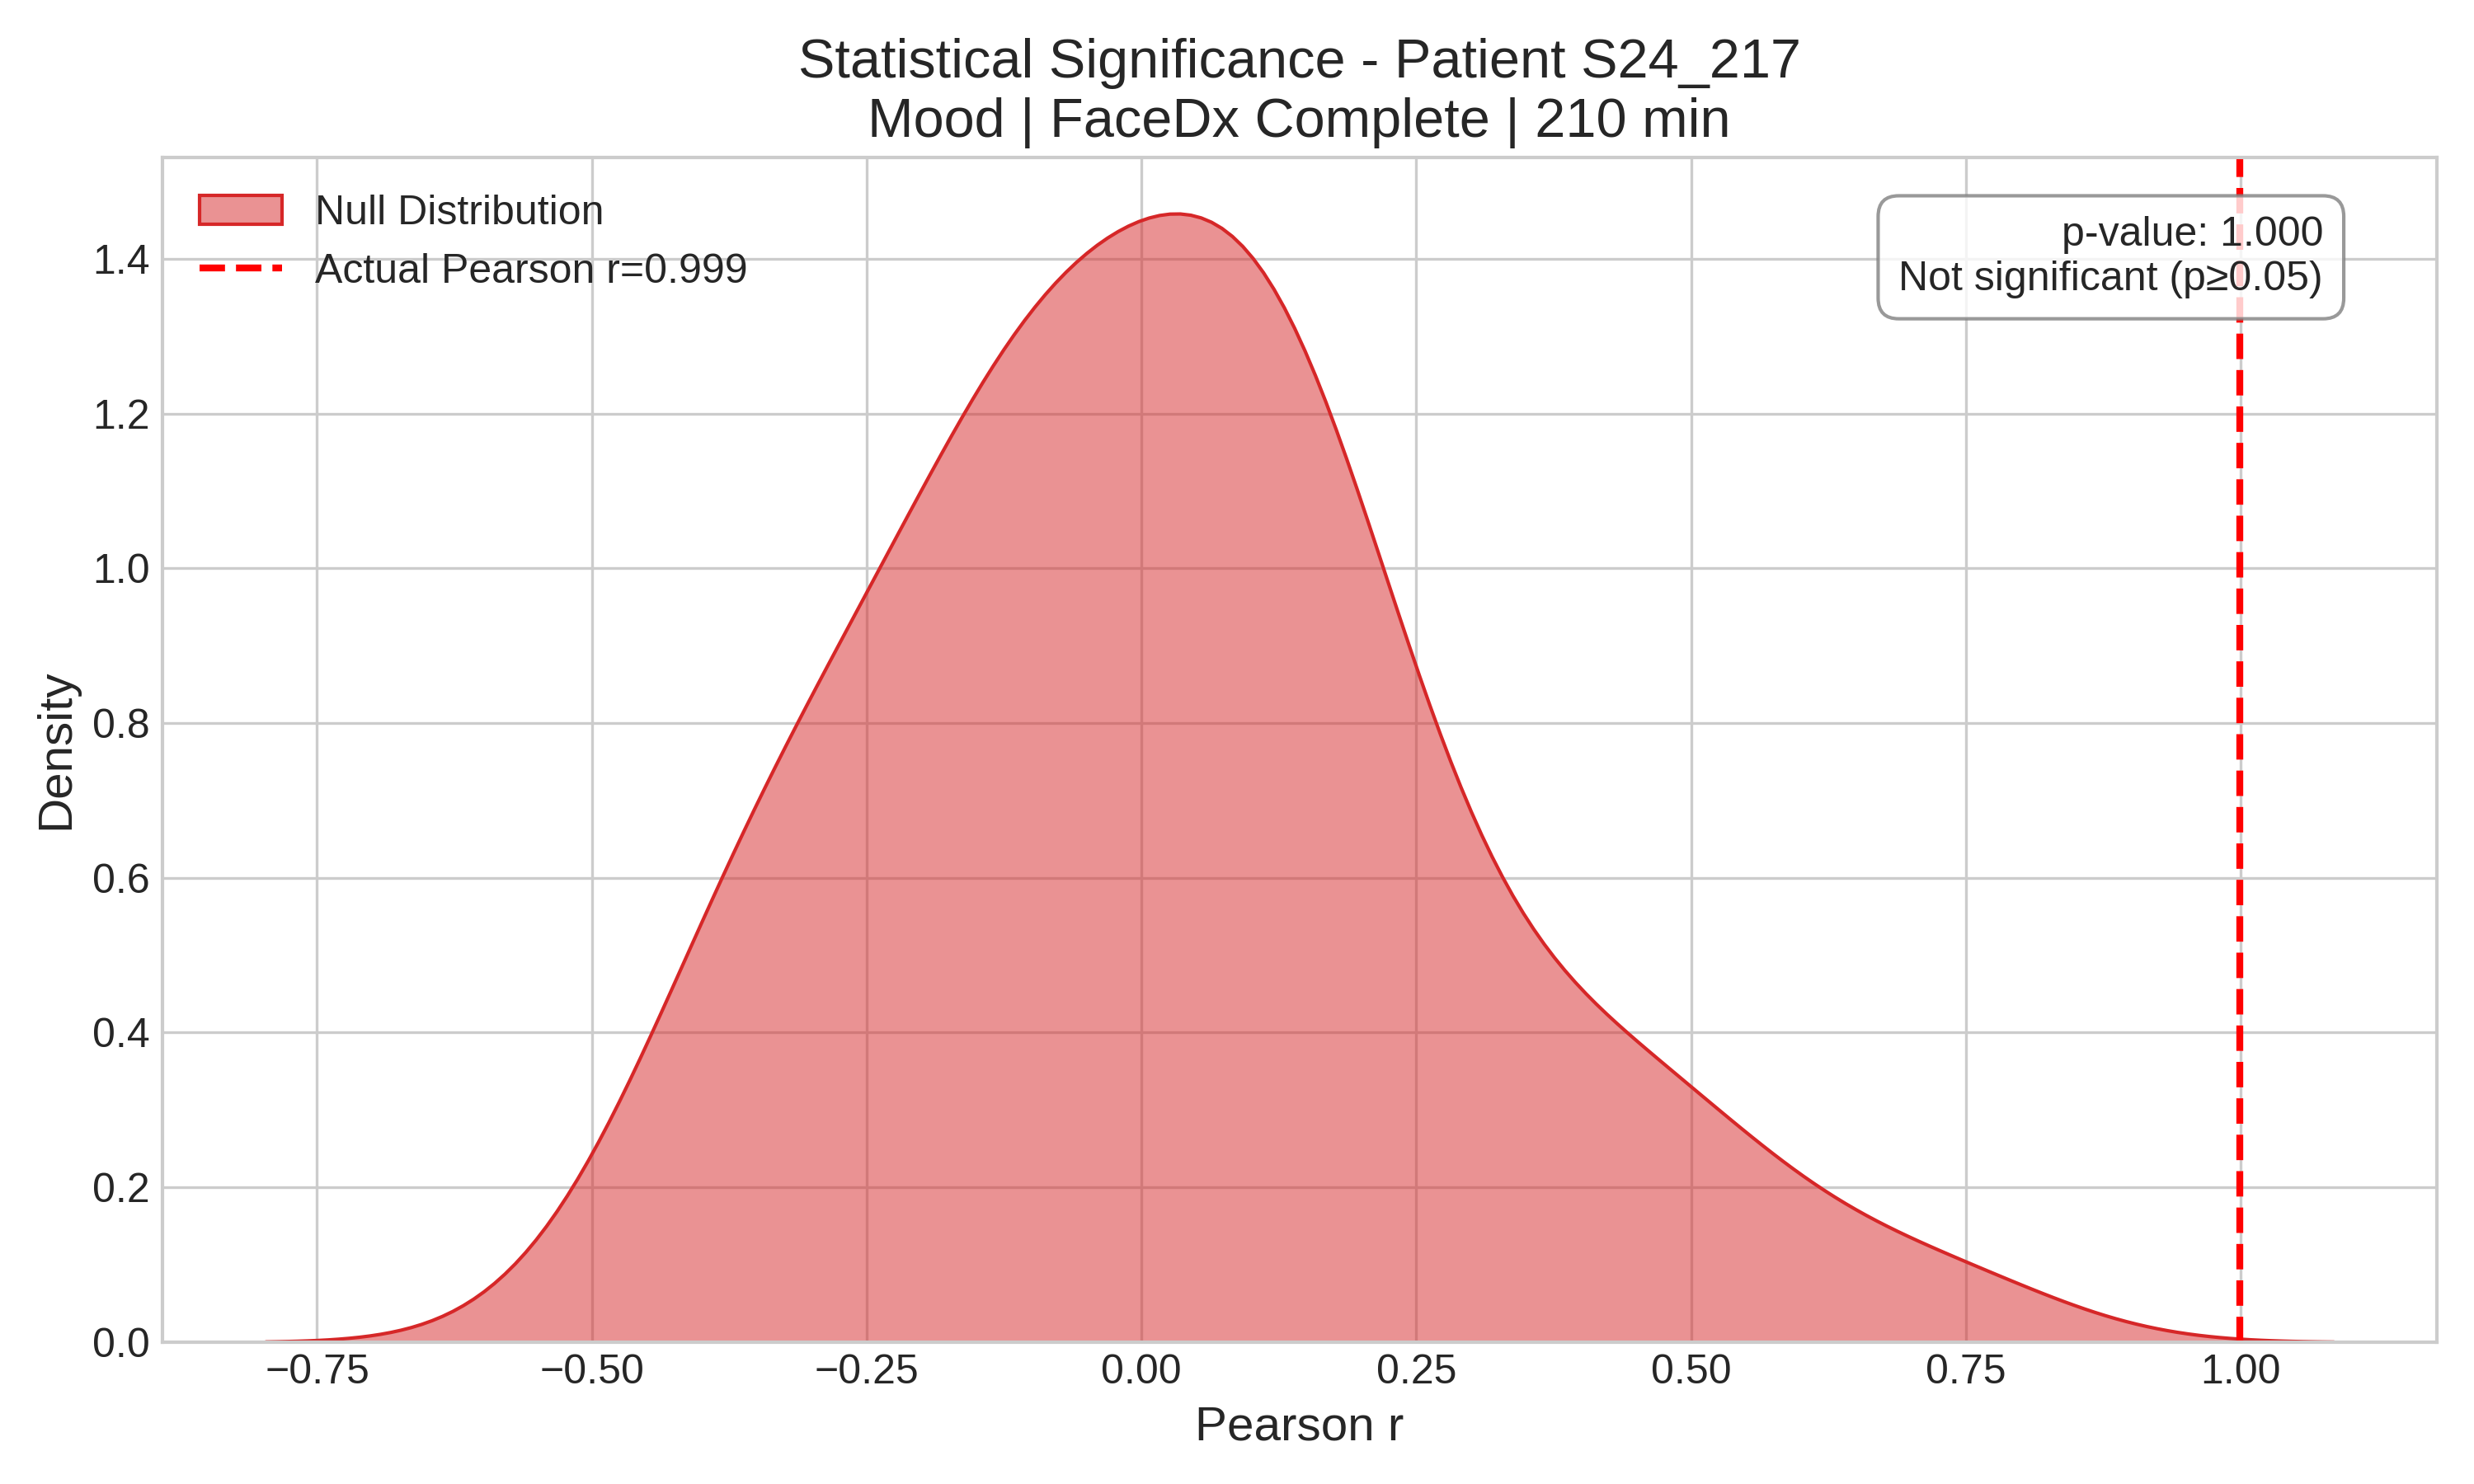 Statistical Significance - Patient S24_217
Mood | FaceDx Complete | 210 min
Null Distribution
Actual Pearson r=0.999
p-value: 1.000
Not significant (p≥0.05)
Density
1.4
1.2
1.0
0.8
0.6
0.4
0.2
0.0
−0.75 −0.50 −0.25 0.00 0.25 0.50 0.75 1.00
Pearson r